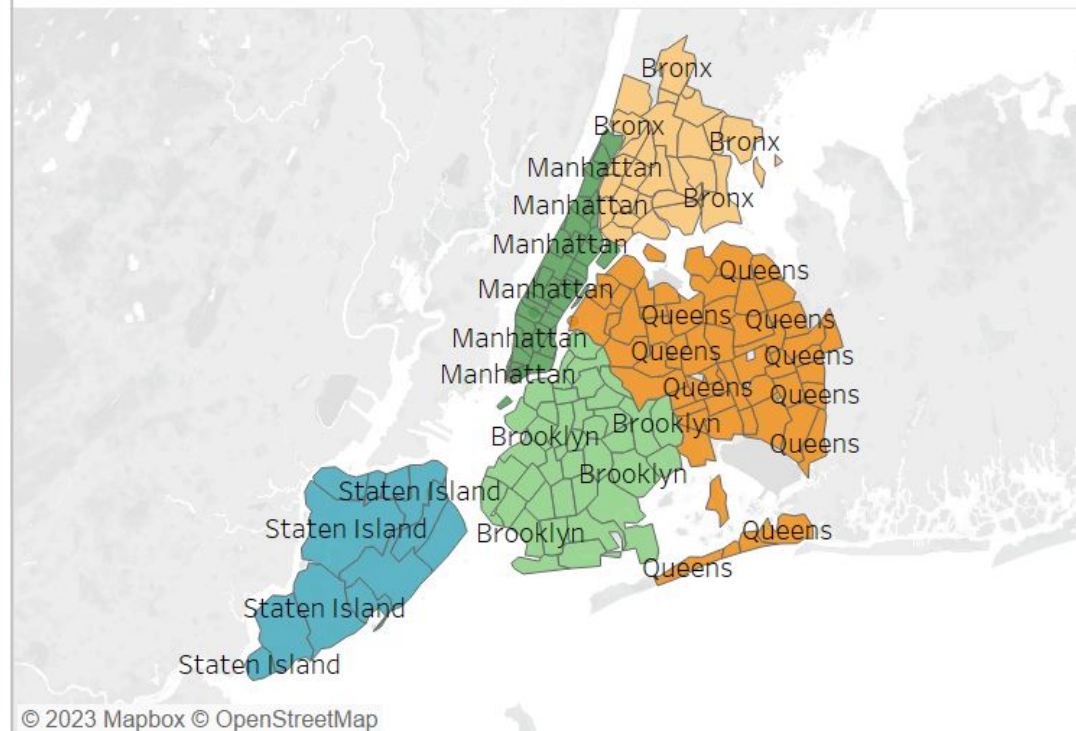 Bronx
Bronx
Bronx
Manhattan
Bronx
Manhattan
Manhattan
Queens
Manhattan
Queens
Queens
Manhattan
Queens
Queens
Manhattan
Queens
Queens
Brooklyn
Brooklyn
Queens
Brooklyn
Staten Island
Staten Island
Brooklyn
Queens
Queens
Staten Island
Staten Island
© 2023 Mapbox © OpenStreetMap